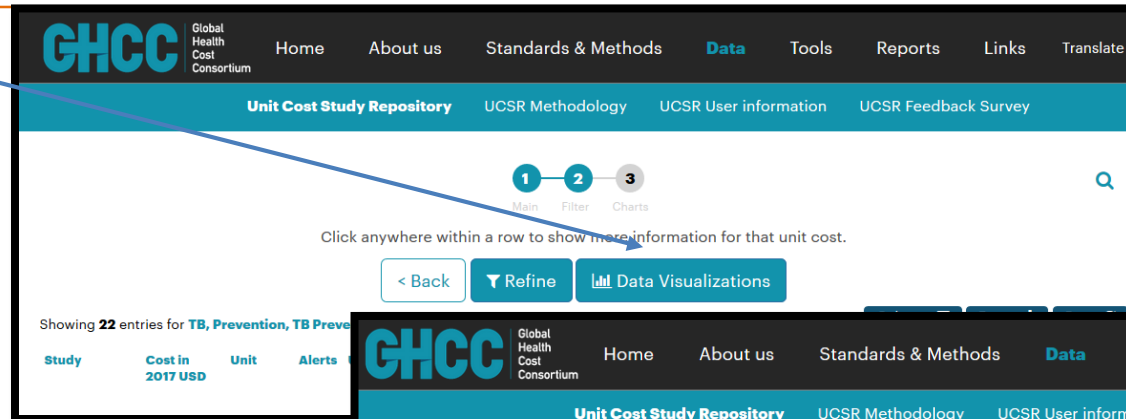 GHCC Global Health Cost Consortium Home About us Standards & Methods Data Tools Reports Links Translate
Unit Cost Study Repository UCSR Methodology UCSR User information UCSR Feedback Survey
1 2 3
Main Filter Charts
Click anywhere within a row to show more information for that unit cost.
< Back Refine Data Visualizations
Showing 22 entries for TB, Prevention, TB
Study Cost in 2017 USD Unit Alerts
GHCC Global Health Cost Consortium Home About us Standards & Methods Data
Unit Cost Study Repository UCSR Methodology UCSR User